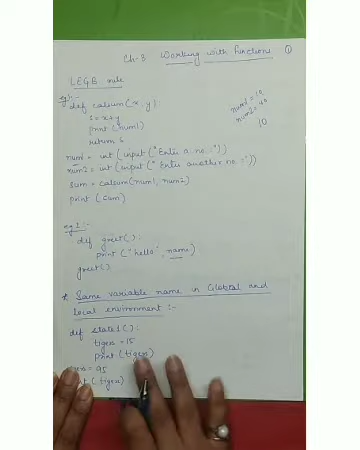 Ch-3 Working with functions ①
LEGB rule
eg):-
def calsum(x, y):
s = x+y
print(num1)
return s
num1 = int(input("Enter a no.:"))
num2 = int(input("Enter another no.:"))
sum = calsum(num1, num2)
print(sum)
num1 = 10
num2 = 40
10
eg 2:-
def greet():
print("hello", name)
greet()
* Same variable name in Global and
local environment :-
def state1():
tigers = 15
print(tigers)
= 95
(tigers)